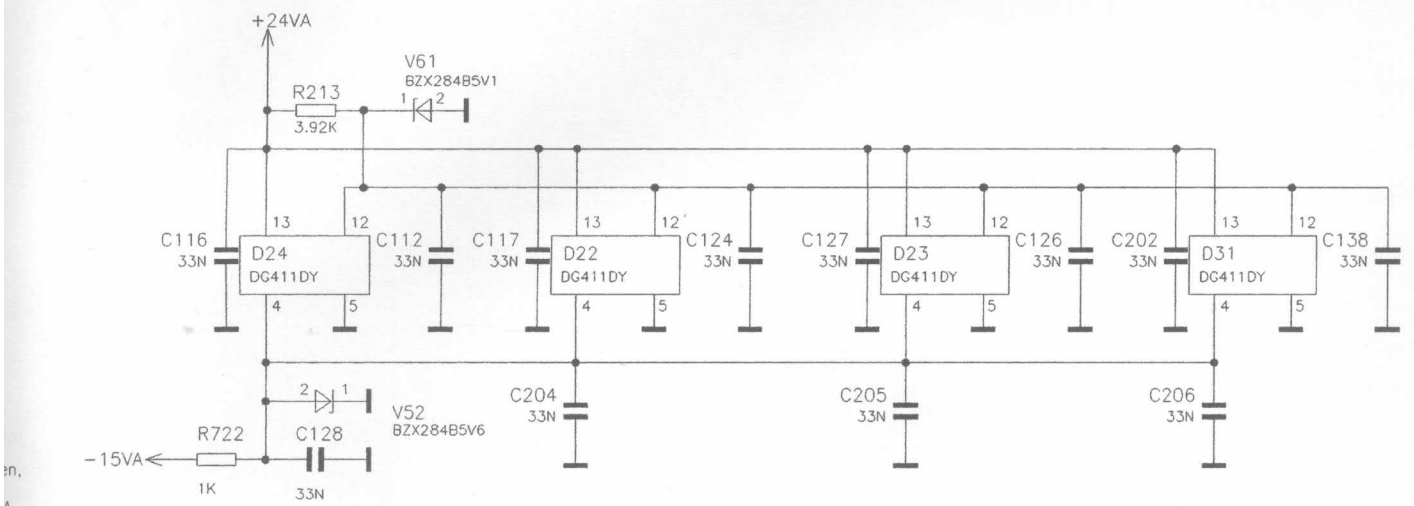 +24VA
V61
BZX284B5V1
R213
1 2
3.92K
13 12 13 12 13 12 13 12
C116 D24 C112 C117 D22 C124 C127 D23 C126 C202 D31 C138
33N DG411DY 33N 33N DG411DY 33N 33N DG411DY 33N 33N DG411DY 33N
4 5 4 5 4 5 4 5
2 1
C204 C205 C206
33N 33N 33N
V52
BZX284B5V6
R722 C128
-15VA
en,
1K 33N